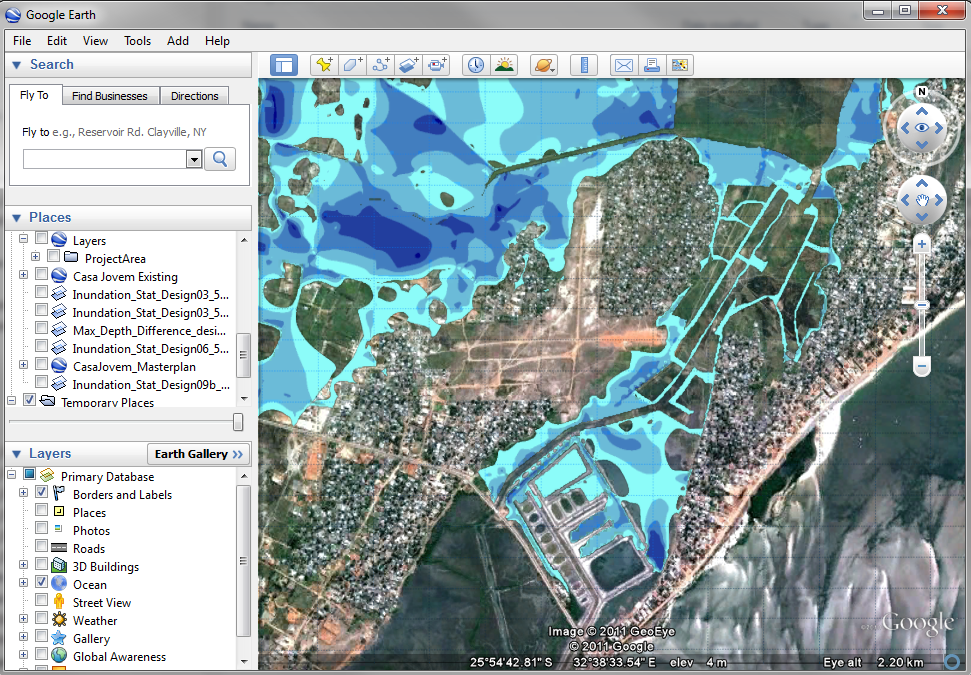 Google Earth
File Edit View Tools Add Help
Search
Fly To Find Businesses Directions
Fly to e.g., Reservoir Rd. Clayville, NY
Places
Layers
ProjectArea
Casa Jovem Existing
Inundation_Stat_Design03_5...
Inundation_Stat_Design03_5...
Max_Depth_Difference_desi...
Inundation_Stat_Design06_5...
CasaJovem_Masterplan
Inundation_Stat_Design09b_...
Temporary Places
Layers
Earth Gallery >>
Primary Database
Borders and Labels
Places
Photos
Roads
3D Buildings
Ocean
Street View
Weather
Gallery
Global Awareness
N
Image © 2011 GeoEye
© 2011 Google
Google
25°54'42.81" S 32°38'33.54" E elev 4 m
Eye alt 2.20 km